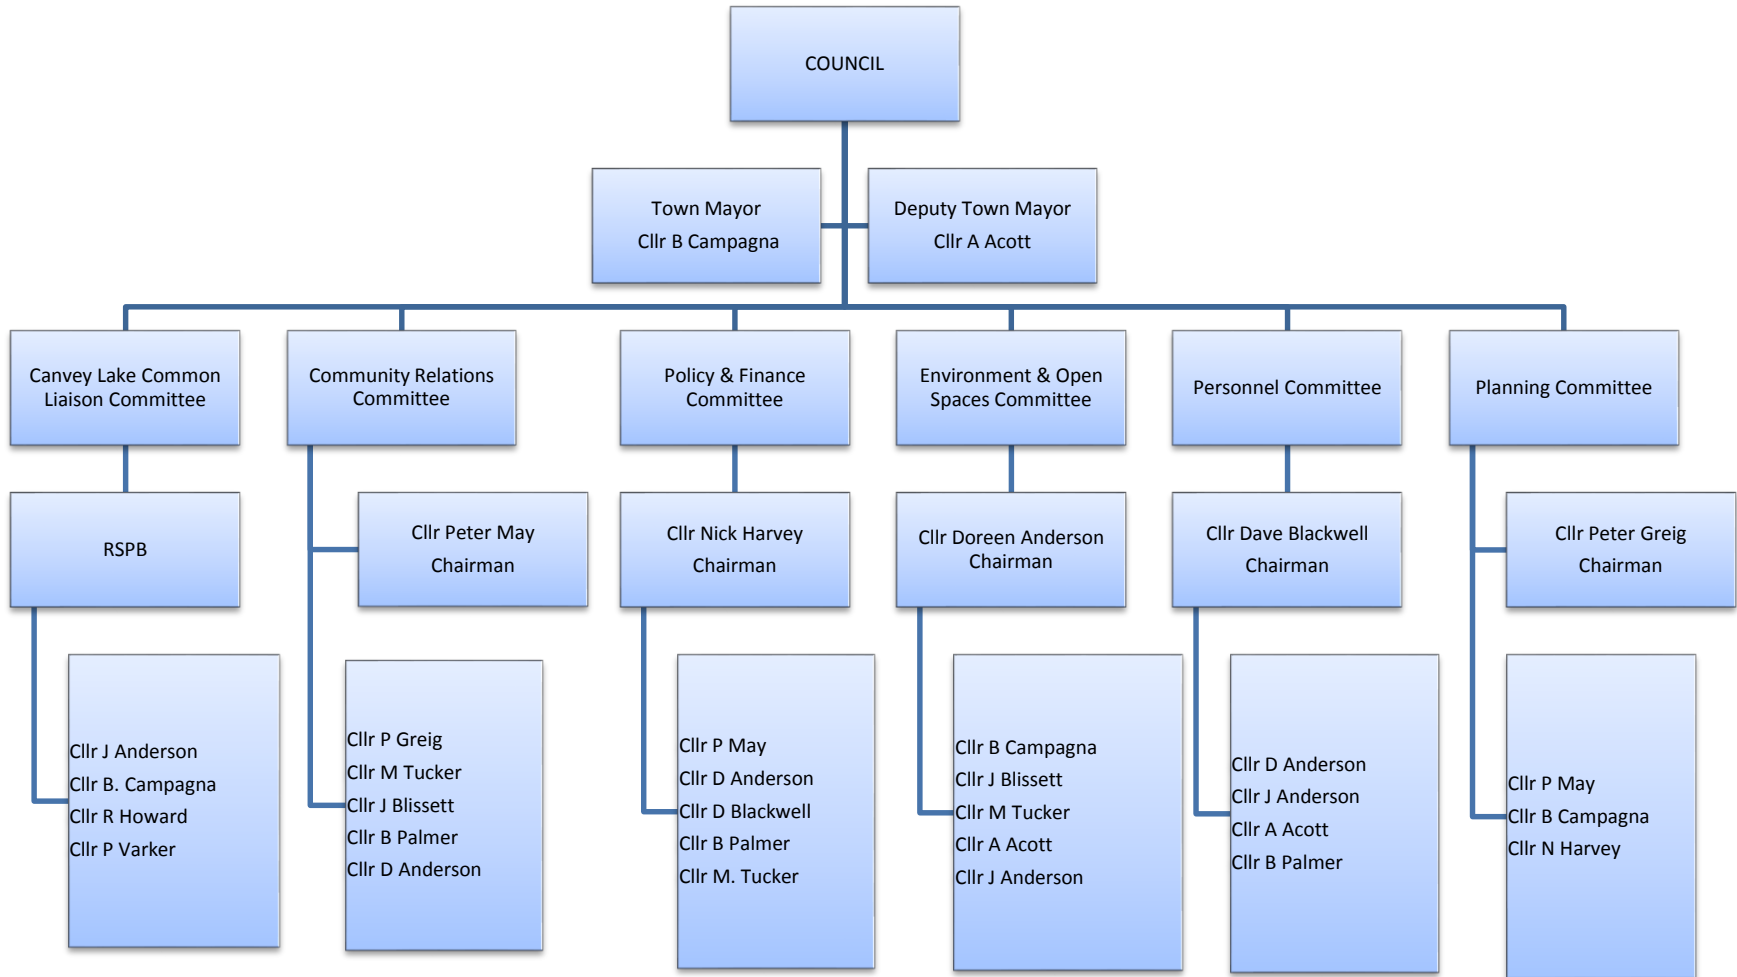 COUNCIL
Town Mayor
Cllr B Campagna
Deputy Town Mayor
Cllr A Acott
Canvey Lake Common
Liaison Committee
Community Relations
Committee
Policy & Finance
Committee
Environment & Open
Spaces Committee
Personnel Committee
Planning Committee
RSPB
Cllr Peter May
Chairman
Cllr Nick Harvey
Chairman
Cllr Doreen Anderson
Chairman
Cllr Dave Blackwell
Chairman
Cllr Peter Greig
Chairman
Cllr J Anderson
Cllr B. Campagna
Cllr R Howard
Cllr P Varker
Cllr P Greig
Cllr M Tucker
Cllr J Blissett
Cllr B Palmer
Cllr D Anderson
Cllr P May
Cllr D Anderson
Cllr D Blackwell
Cllr B Palmer
Cllr M. Tucker
Cllr B Campagna
Cllr J Blissett
Cllr M Tucker
Cllr A Acott
Cllr J Anderson
Cllr D Anderson
Cllr J Anderson
Cllr A Acott
Cllr B Palmer
Cllr P May
Cllr B Campagna
Cllr N Harvey